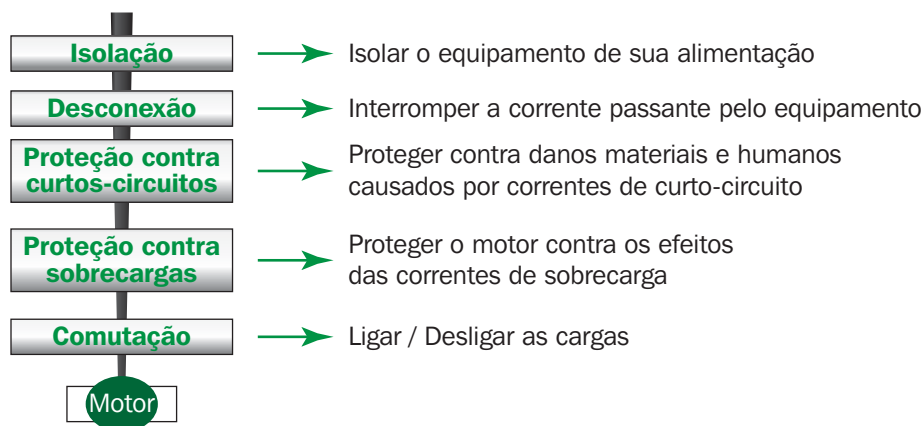 Isolação
Isolar o equipamento de sua alimentação
Desconexão
Interromper a corrente passante pelo equipamento
Proteção contra
curtos-circuitos
Proteger contra danos materiais e humanos
causados por correntes de curto-circuito
Proteção contra
sobrecargas
Proteger o motor contra os efeitos
das correntes de sobrecarga
Comutação
Ligar / Desligar as cargas
Motor